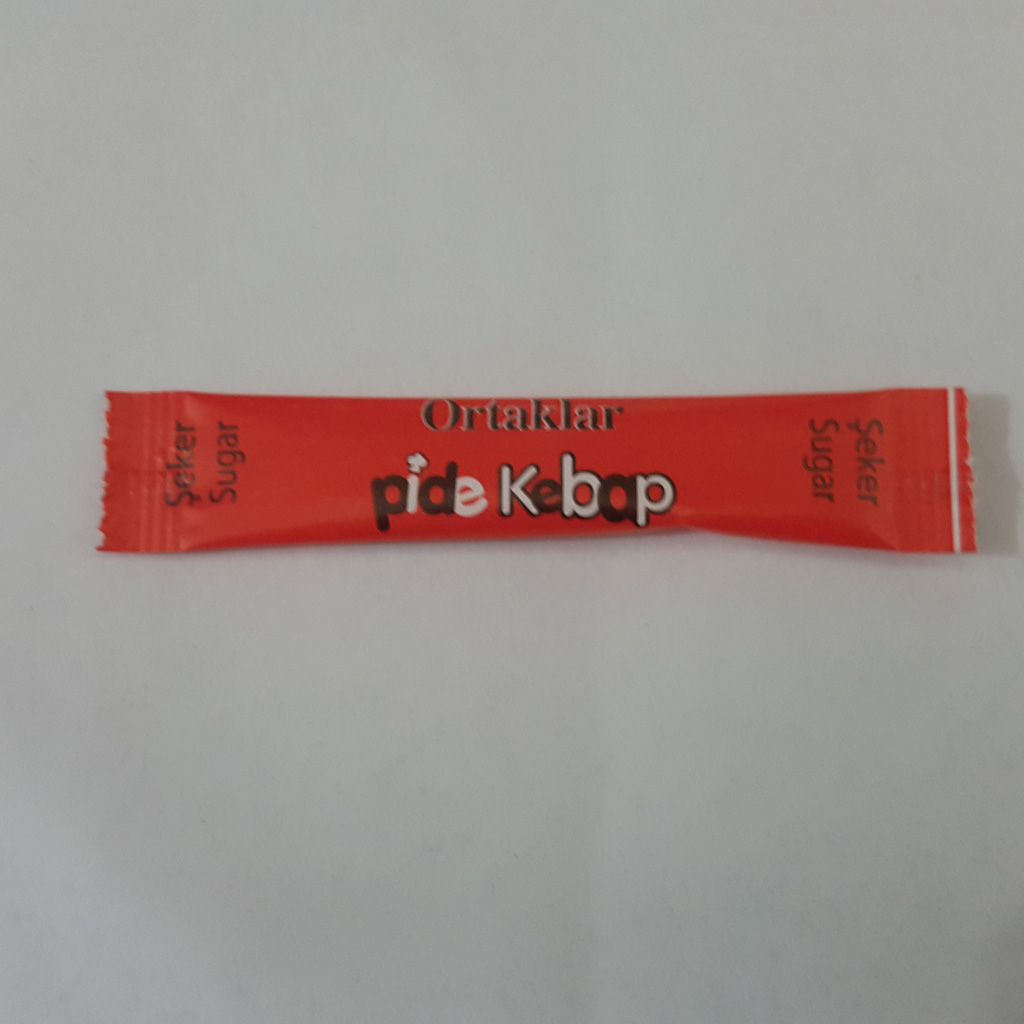 Şeker
Sugar
Ortaklar
pide Kebap
Şeker
Sugar